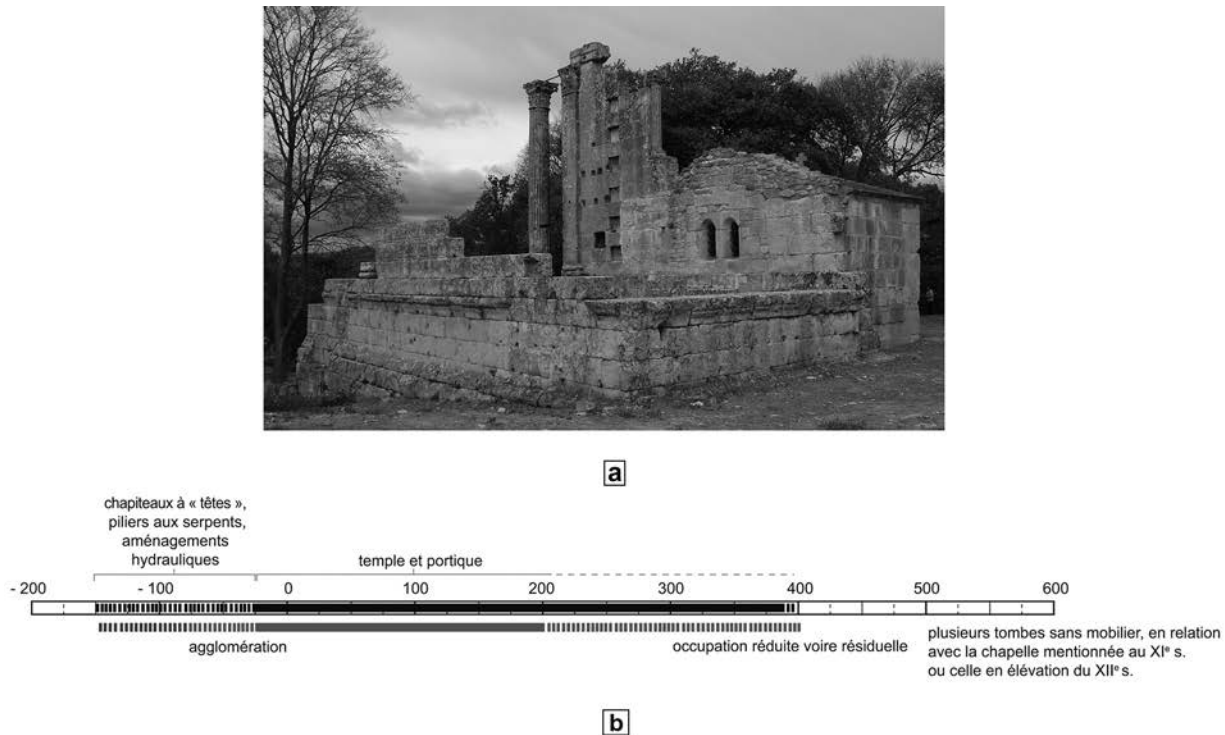 a
chapiteaux à « têtes »,
piliers aux serpents,
aménagements
hydrauliques
temple et portique
- 200 - 100 0 100 200 300 400 500 600
agglomération
occupation réduite voire résiduelle
plusieurs tombes sans mobilier, en relation
avec la chapelle mentionnée au XIᵉ s.
ou celle en élévation du XIIᵉ s.
b